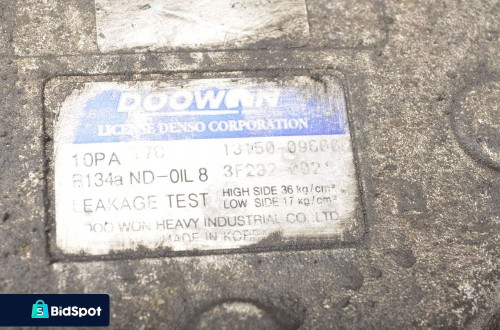 DOOWON
LICENSE DENSO CORPORATION
10PA 17C
R134a ND-OIL 8
LEAKAGE TEST HIGH SIDE 36 kg/cm²
LOW SIDE 17 kg/cm²
DOO WON HEAVY INDUSTRIAL CO., LTD.
MADE IN KOREA
BidSpot